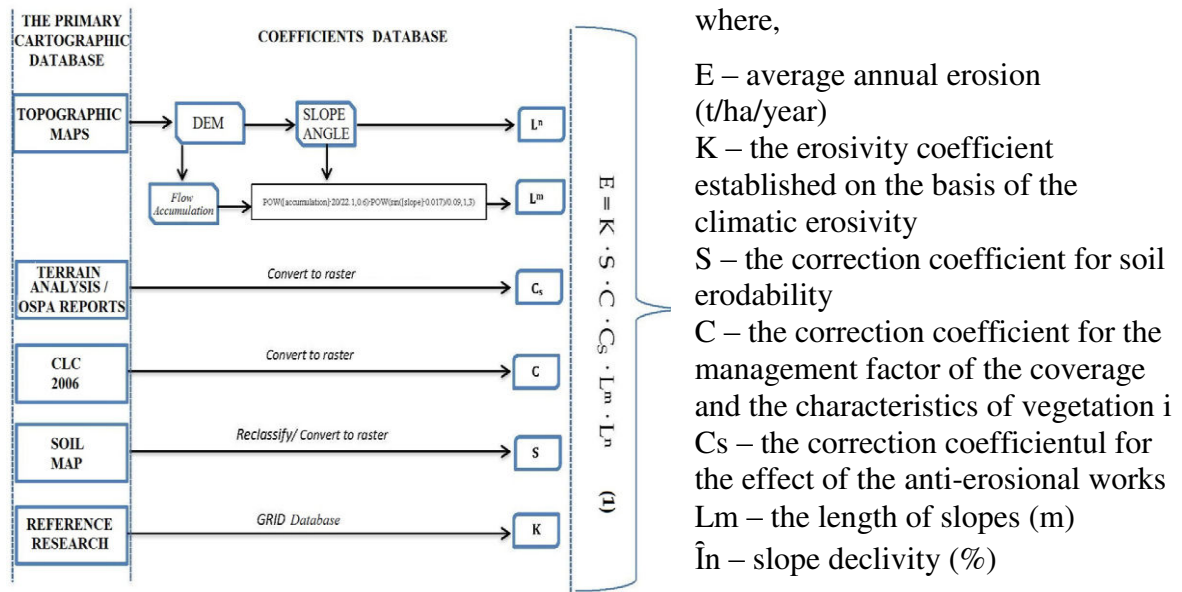 THE PRIMARY
CARTOGRAPHIC
DATABASE
COEFFICIENTS DATABASE
TOPOGRAPHIC
MAPS
DEM
SLOPE
ANGLE
Lⁿ
Flow
Accumulation
POW([accumulation]·20/22.1,0.6)·POW(sin([slope]·0.017)/0.09,1,3)
Lᵐ
TERRAIN
ANALYSIS /
OSPA REPORTS
Convert to raster
Cₛ
CLC
2006
Convert to raster
C
SOIL
MAP
Reclassify/ Convert to raster
S
REFERENCE
RESEARCH
GRID Database
K
E = K · S · C · Cₛ · Lᵐ · Lⁿ (1)
where,
E – average annual erosion
(t/ha/year)
K – the erosivity coefficient
established on the basis of the
climatic erosivity
S – the correction coefficient for soil
erodability
C – the correction coefficient for the
management factor of the coverage
and the characteristics of vegetation i
Cs – the correction coefficientul for
the effect of the anti-erosional works
Lm – the length of slopes (m)
În – slope declivity (%)